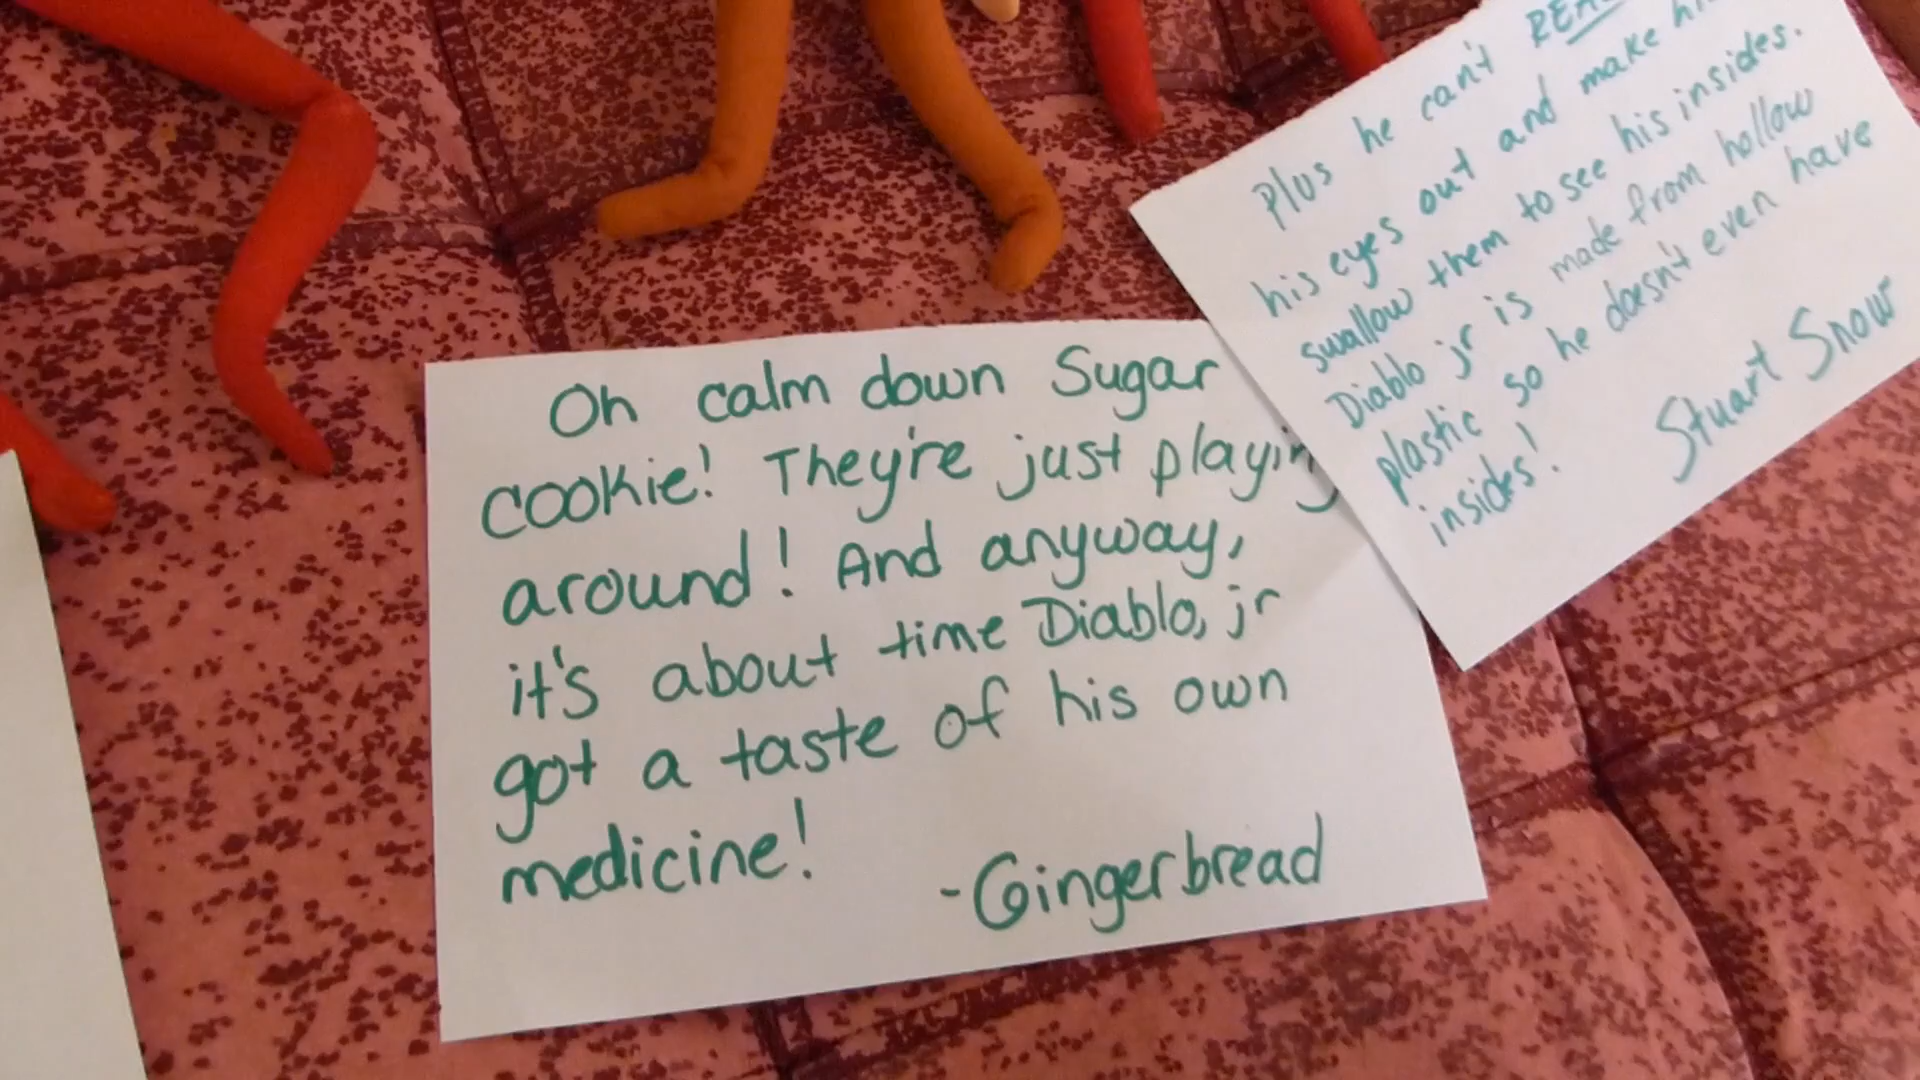 Oh calm down Sugar
cookie! They're just playing
around! And anyway,
it's about time Diablo, jr
got a taste of his own
medicine!
-Gingerbread
Plus he can't
his eyes out and make
swallow them to see his insides.
Diablo jr is made from hollow
plastic so he doesn't even have
insides!
Stuart Snow